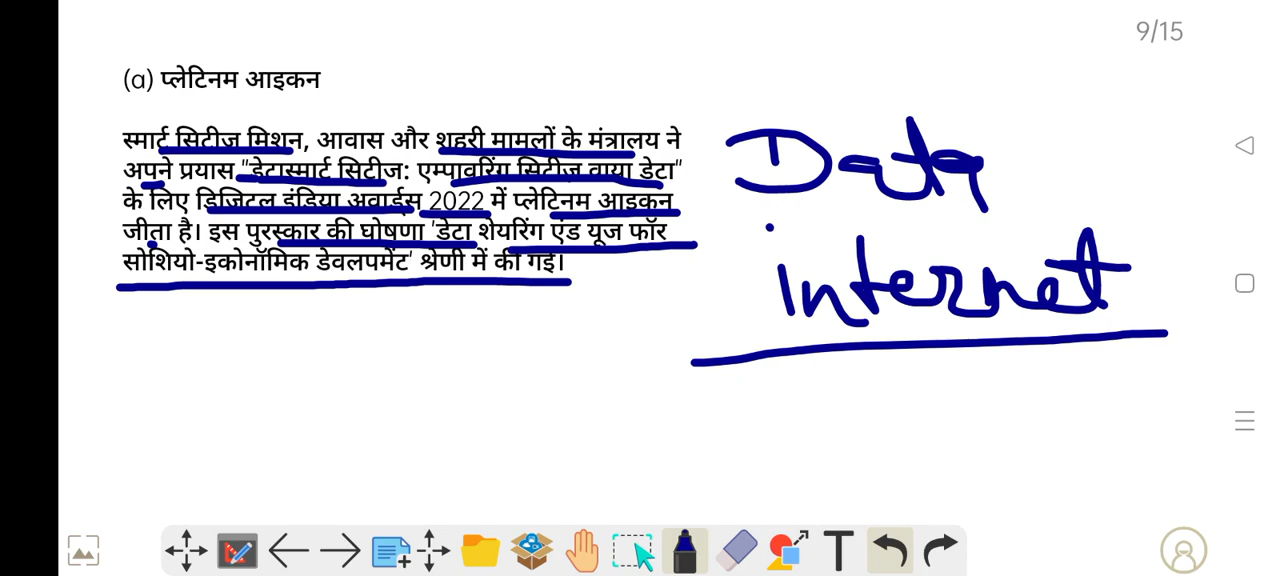 9/15
(a) प्लेटिनम आइकन
स्मार्ट सिटीज मिशन, आवास और शहरी मामलों के मंत्रालय ने
अपने प्रयास "डेटास्मार्ट सिटीज: एम्पावरिंग सिटीज वाया डेटा"
के लिए डिजिटल इंडिया अवार्ड्स 2022 में प्लेटिनम आइकन
जीता है। इस पुरस्कार की घोषणा 'डेटा शेयरिंग एंड यूज फॉर
सोशियो-इकोनॉमिक डेवलपमेंट' श्रेणी में की गई।
Data
internet
T